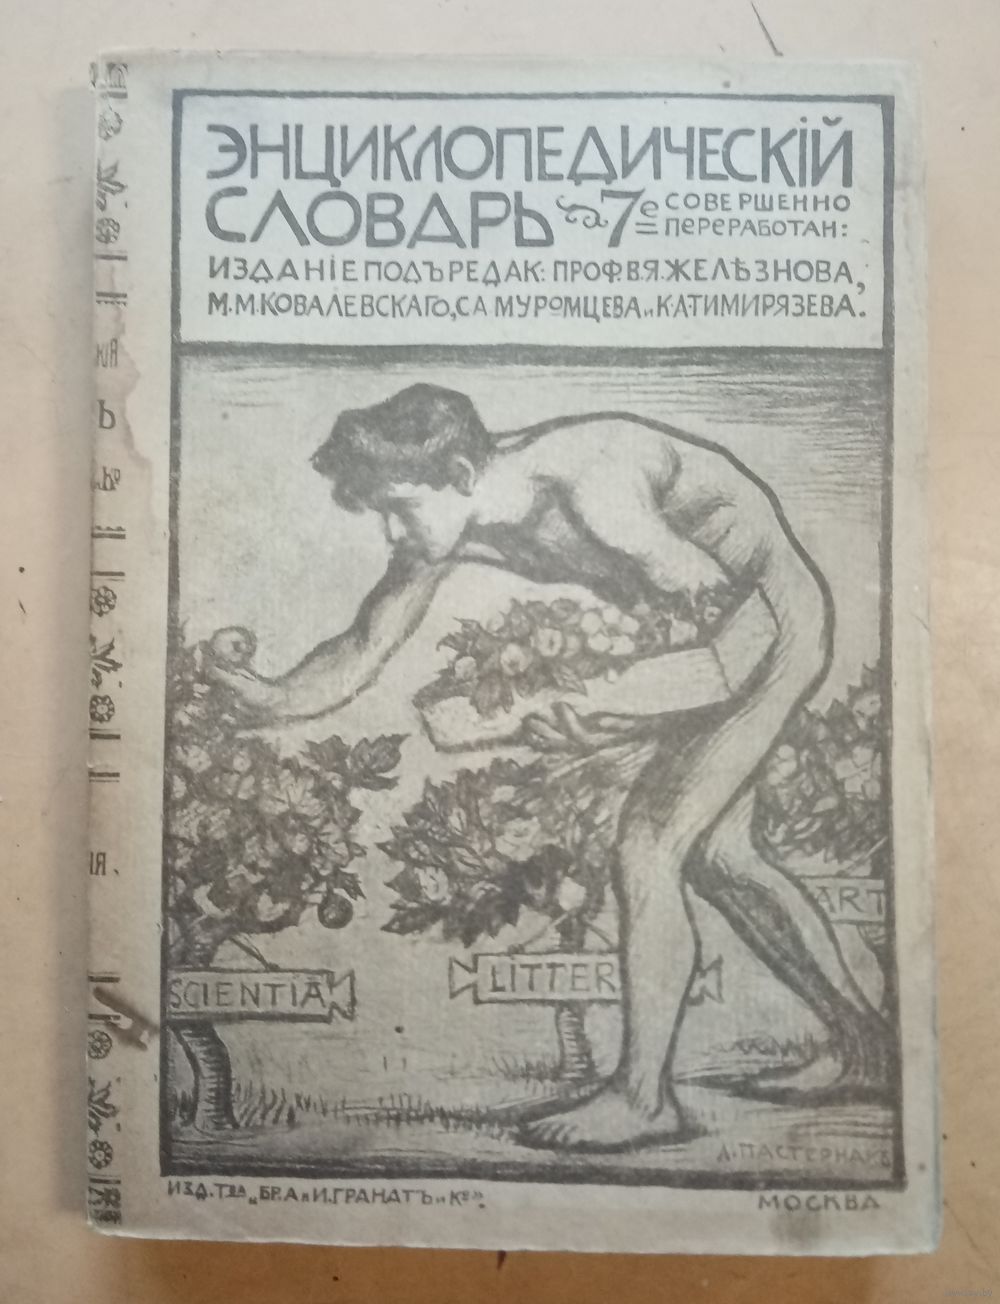 ЭНЦИКЛОПЕДИЧЕСКІЙ
СЛОВАРЬ 7е СОВЕРШЕННО
ПЕРЕРАБОТАН:
ИЗДАНІЕ ПОДЪ РЕДАК: ПРОФ. В.Я. ЖЕЛѢЗНОВА,
М.М. КОВАЛЕВСКАГО, С.А МУРОМЦЕВА и К.А ТИМИРЯЗЕВА.
SCIENTIA
LITTER
ART
Л. ПАСТЕРНАКЪ
ИЗД. Т-ва „БР. А и И. ГРАНАТЪ и Ко".
МОСКВА